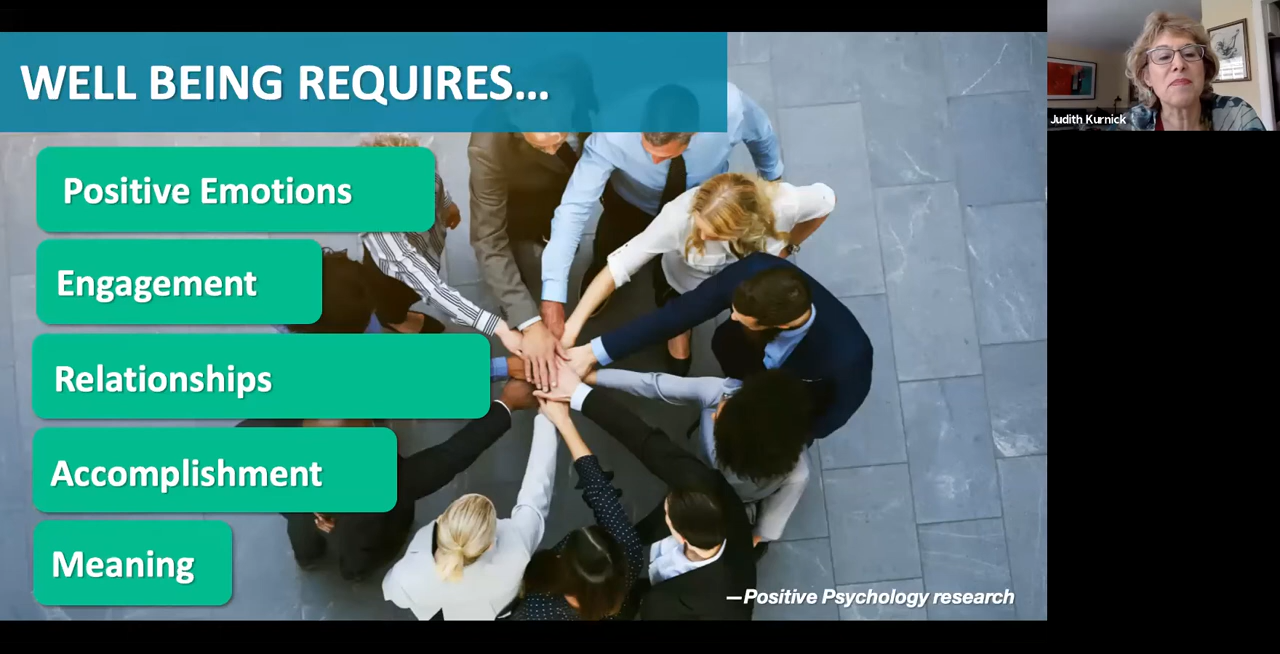 WELL BEING REQUIRES...
Positive Emotions
Engagement
Relationships
Accomplishment
Meaning
—Positive Psychology research
Judith Kurnick